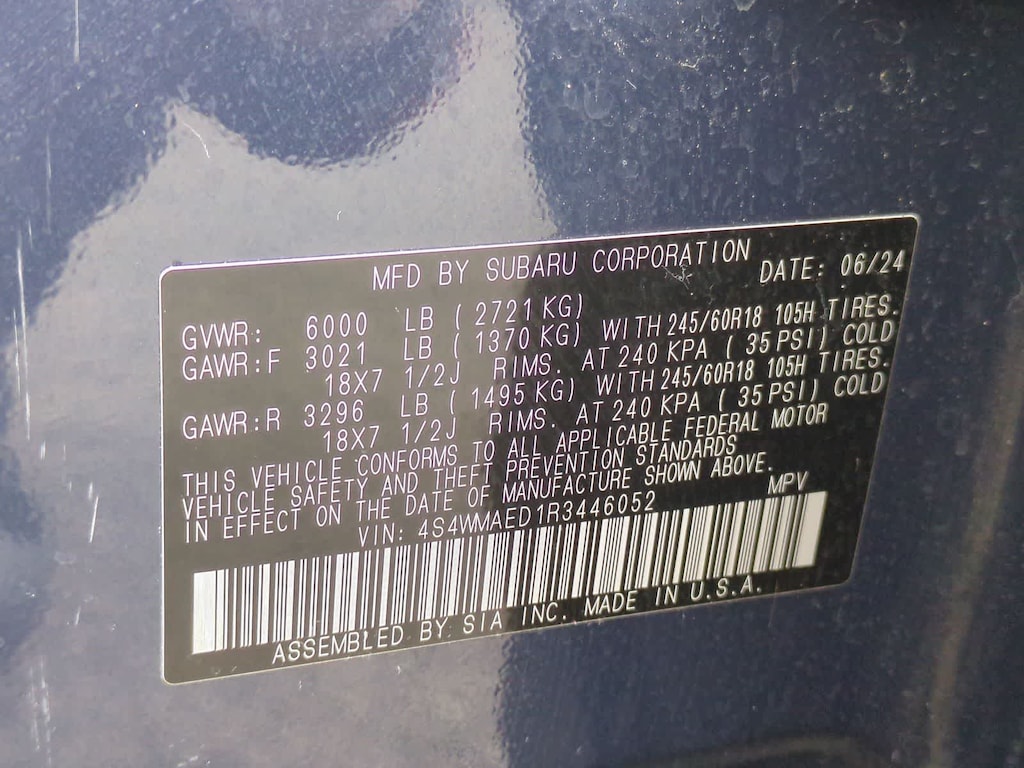 MFD BY SUBARU CORPORATION DATE: 06/24
GVWR: 6000 LB ( 2721 KG)
GAWR:F 3021 LB ( 1370 KG) WITH 245/60R18 105H TIRES.
18X7 1/2J RIMS. AT 240 KPA ( 35 PSI) COLD
GAWR:R 3296 LB ( 1495 KG) WITH 245/60R18 105H TIRES.
18X7 1/2J RIMS. AT 240 KPA ( 35 PSI) COLD
THIS VEHICLE CONFORMS TO ALL APPLICABLE FEDERAL MOTOR
VEHICLE SAFETY AND THEFT PREVENTION STANDARDS
IN EFFECT ON THE DATE OF MANUFACTURE SHOWN ABOVE.
VIN: 4S4WMAED1R3446052 MPV
ASSEMBLED BY SIA INC. MADE IN U.S.A.